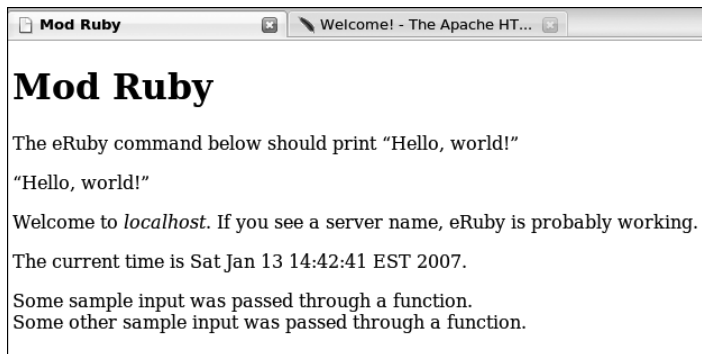 Mod Ruby
Welcome! - The Apache HT...
Mod Ruby
The eRuby command below should print “Hello, world!”
“Hello, world!”
Welcome to localhost. If you see a server name, eRuby is probably working.
The current time is Sat Jan 13 14:42:41 EST 2007.
Some sample input was passed through a function.
Some other sample input was passed through a function.